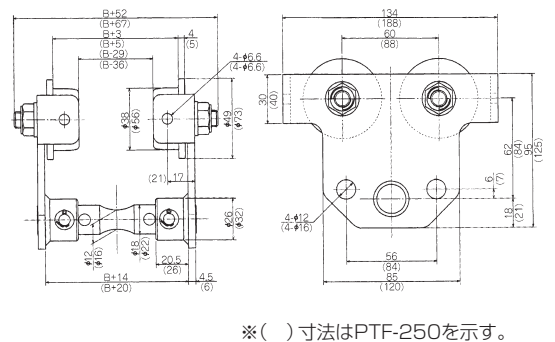 B+52
(B+67)
B+3
(B+5)
B-29
(B-36)
4
(5)
4-φ6.6
(4-φ6.6)
φ38
(φ56)
φ49
(φ73)
(21)
17
φ26
(φ32)
φ12
(φ16)
φ18
(φ22)
20.5
(26)
B+14
(B+20)
4.5
(6)
134
(188)
60
(88)
30
(40)
62
(84)
95
(125)
6
(7)
18
(21)
4-φ12
(4-φ16)
56
(84)
85
(120)
※( )寸法はPTF-250を示す。